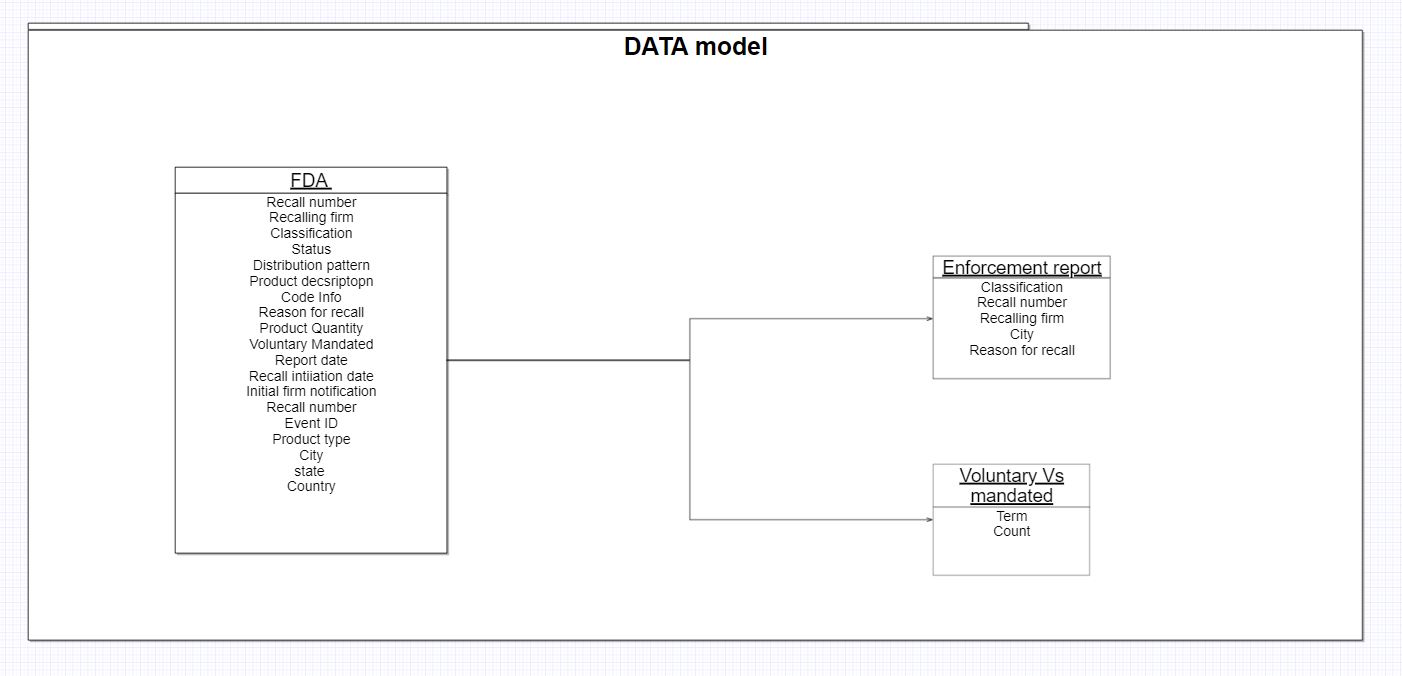 DATA model
FDA
Recall number
Recalling firm
Classification
Status
Distribution pattern
Product decsriptopn
Code Info
Reason for recall
Product Quantity
Voluntary Mandated
Report date
Recall intiiation date
Initial firm notification
Recall number
Event ID
Product type
City
state
Country
Enforcement report
Classification
Recall number
Recalling firm
City
Reason for recall
Voluntary Vs
mandated
Term
Count